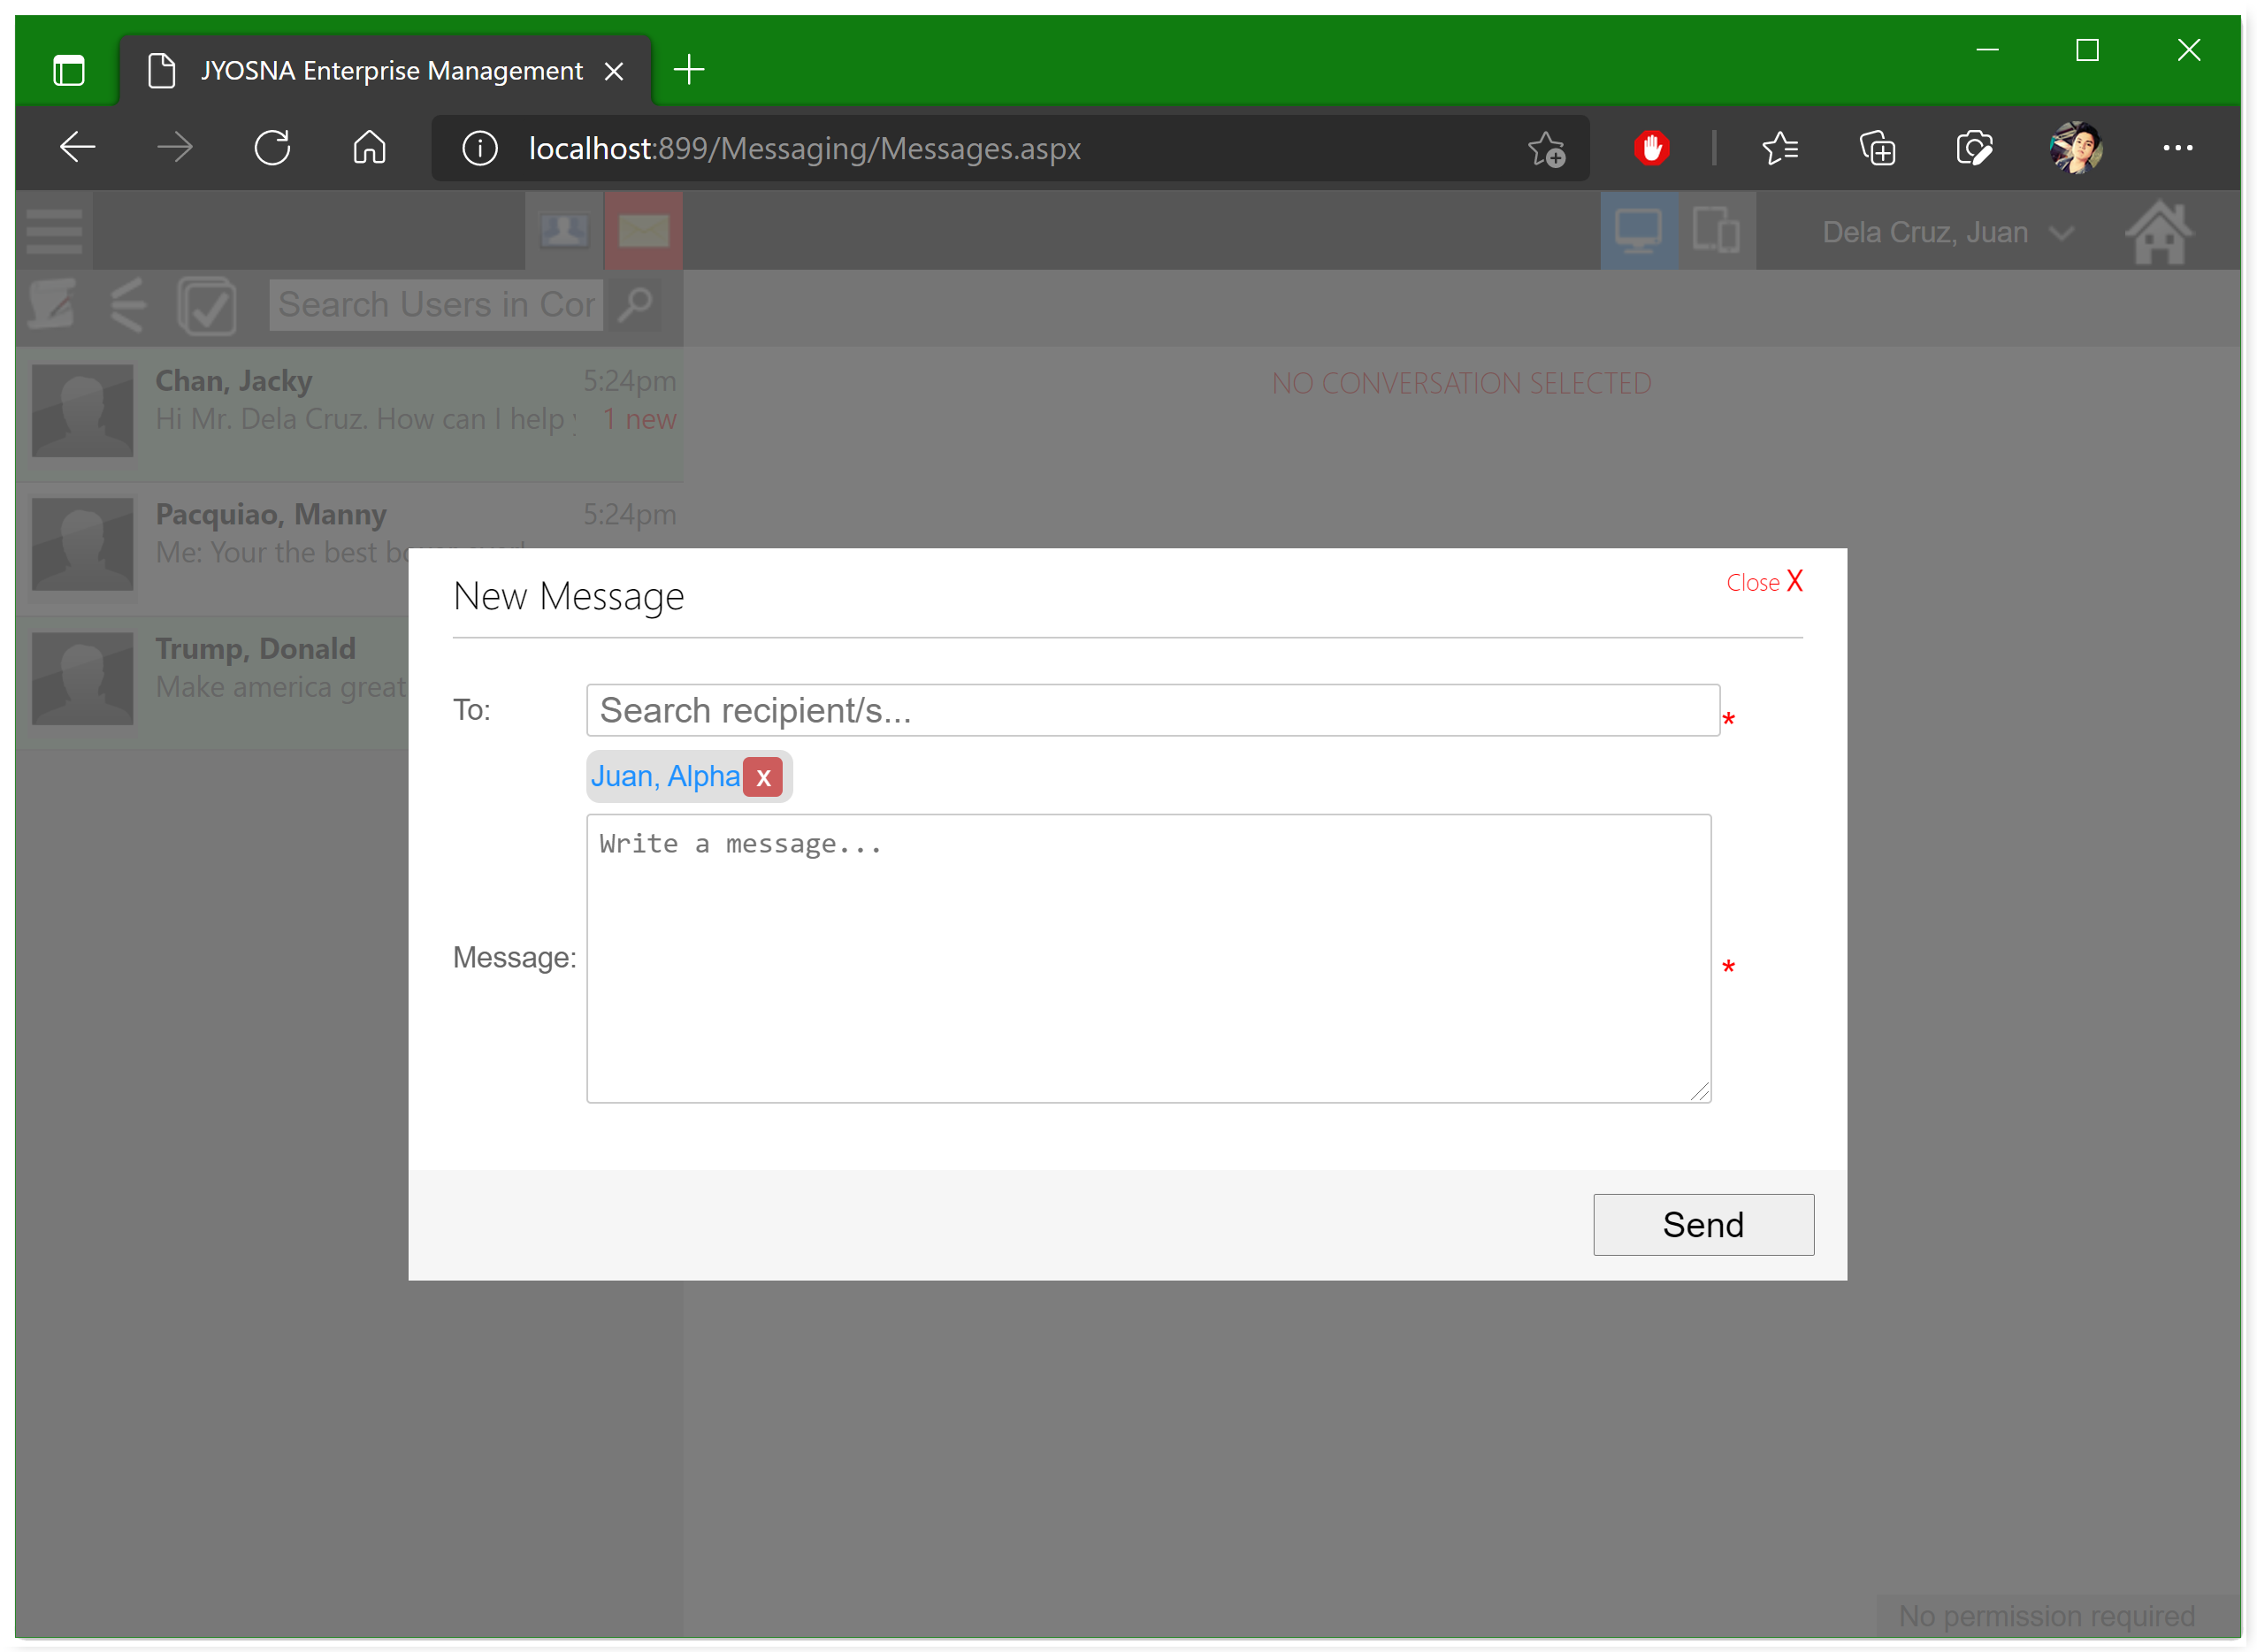 JYOSNA Enterprise Management
localhost:899/Messaging/Messages.aspx
Dela Cruz, Juan
Search Users in Cor
Chan, Jacky 5:24pm
Hi Mr. Dela Cruz. How can I help 1 new
NO CONVERSATION SELECTED
Pacquiao, Manny 5:24pm
Me: Your the best
Trump, Donald
Make america great
New Message
Close X
To:
Search recipient/s...
*
Juan, Alpha x
Write a message...
Message:
*
Send
No permission required